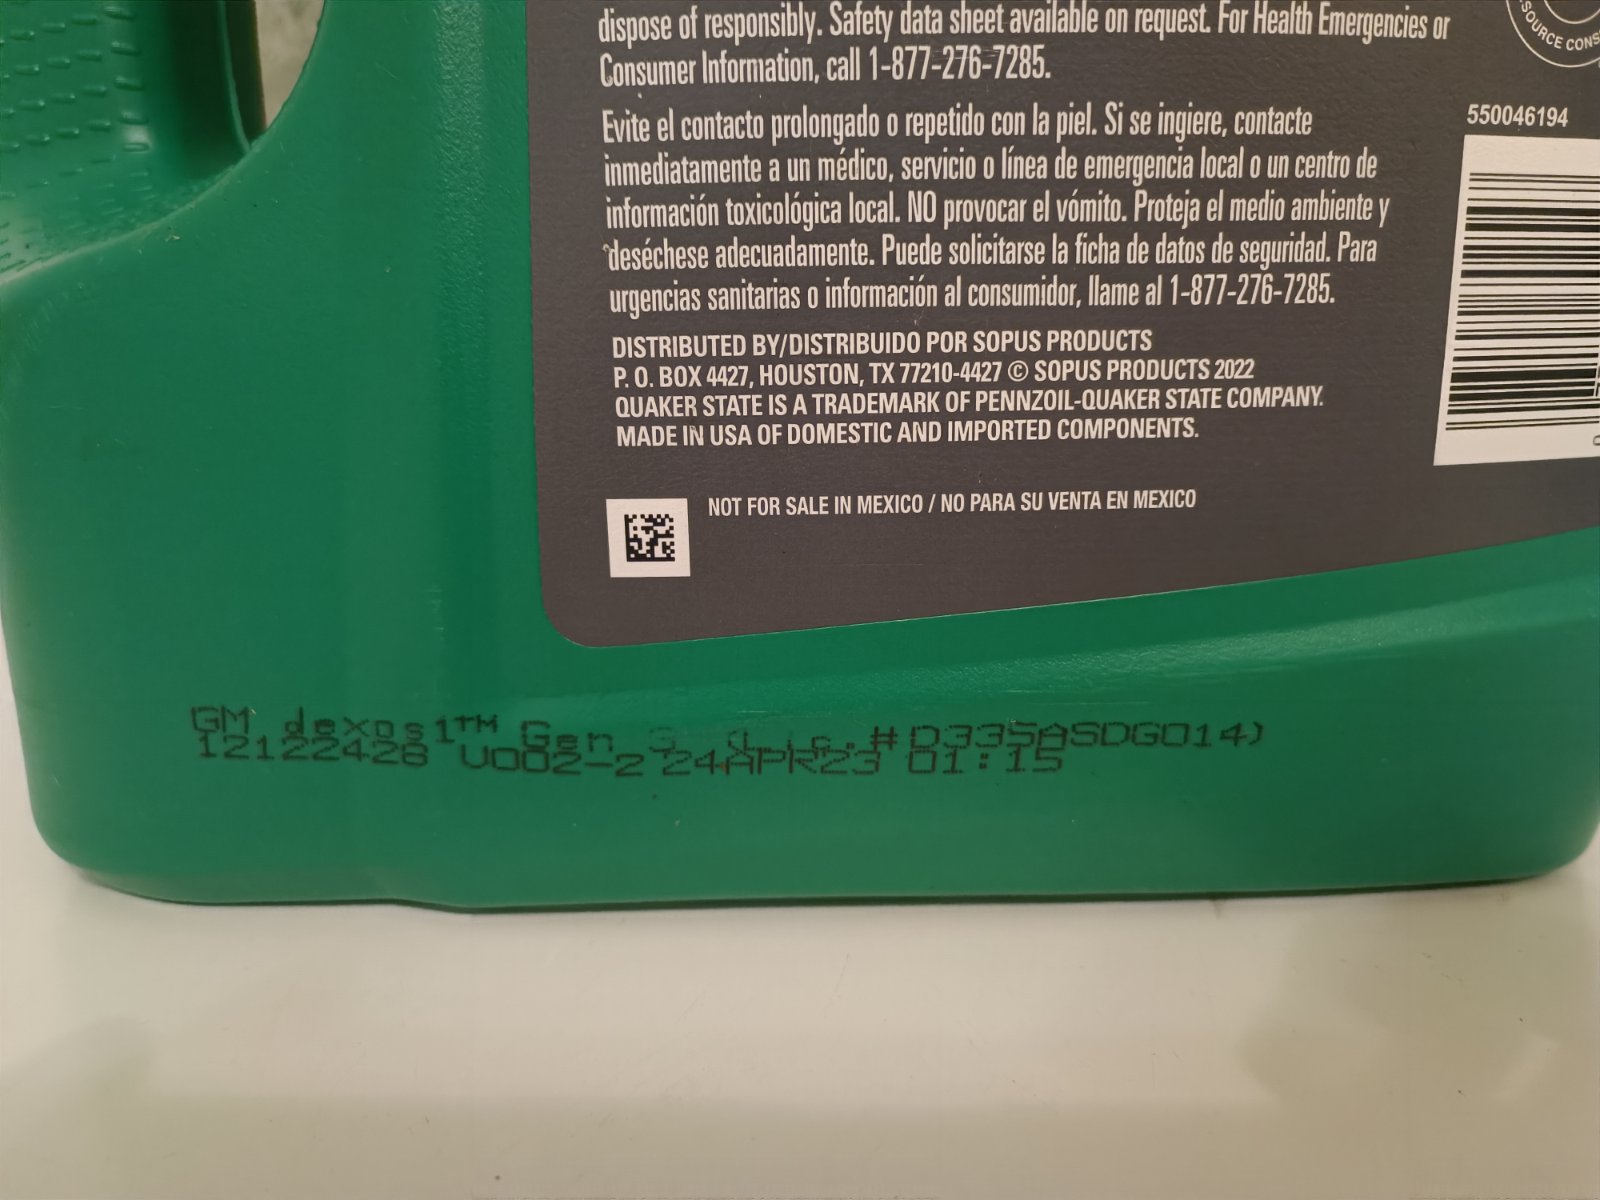 dispose of responsibly. Safety data sheet available on request. For Health Emergencies or
Consumer Information, call 1-877-276-7285.
Evite el contacto prolongado o repetido con la piel. Si se ingiere, contacte
inmediatamente a un médico, servicio o línea de emergencia local o un centro de
información toxicológica local. NO provocar el vómito. Proteja el medio ambiente y
deséchese adecuadamente. Puede solicitarse la ficha de datos de seguridad. Para
urgencias sanitarias o información al consumidor, llame al 1-877-276-7285.
DISTRIBUTED BY/DISTRIBUIDO POR SOPUS PRODUCTS
P. O. BOX 4427, HOUSTON, TX 77210-4427 © SOPUS PRODUCTS 2022
QUAKER STATE IS A TRADEMARK OF PENNZOIL-QUAKER STATE COMPANY.
MADE IN USA OF DOMESTIC AND IMPORTED COMPONENTS.
NOT FOR SALE IN MEXICO / NO PARA SU VENTA EN MEXICO
550046194
GM dexos1™ Gen #D335ASDG014)
12122428 U002-2 24APR23 01:15